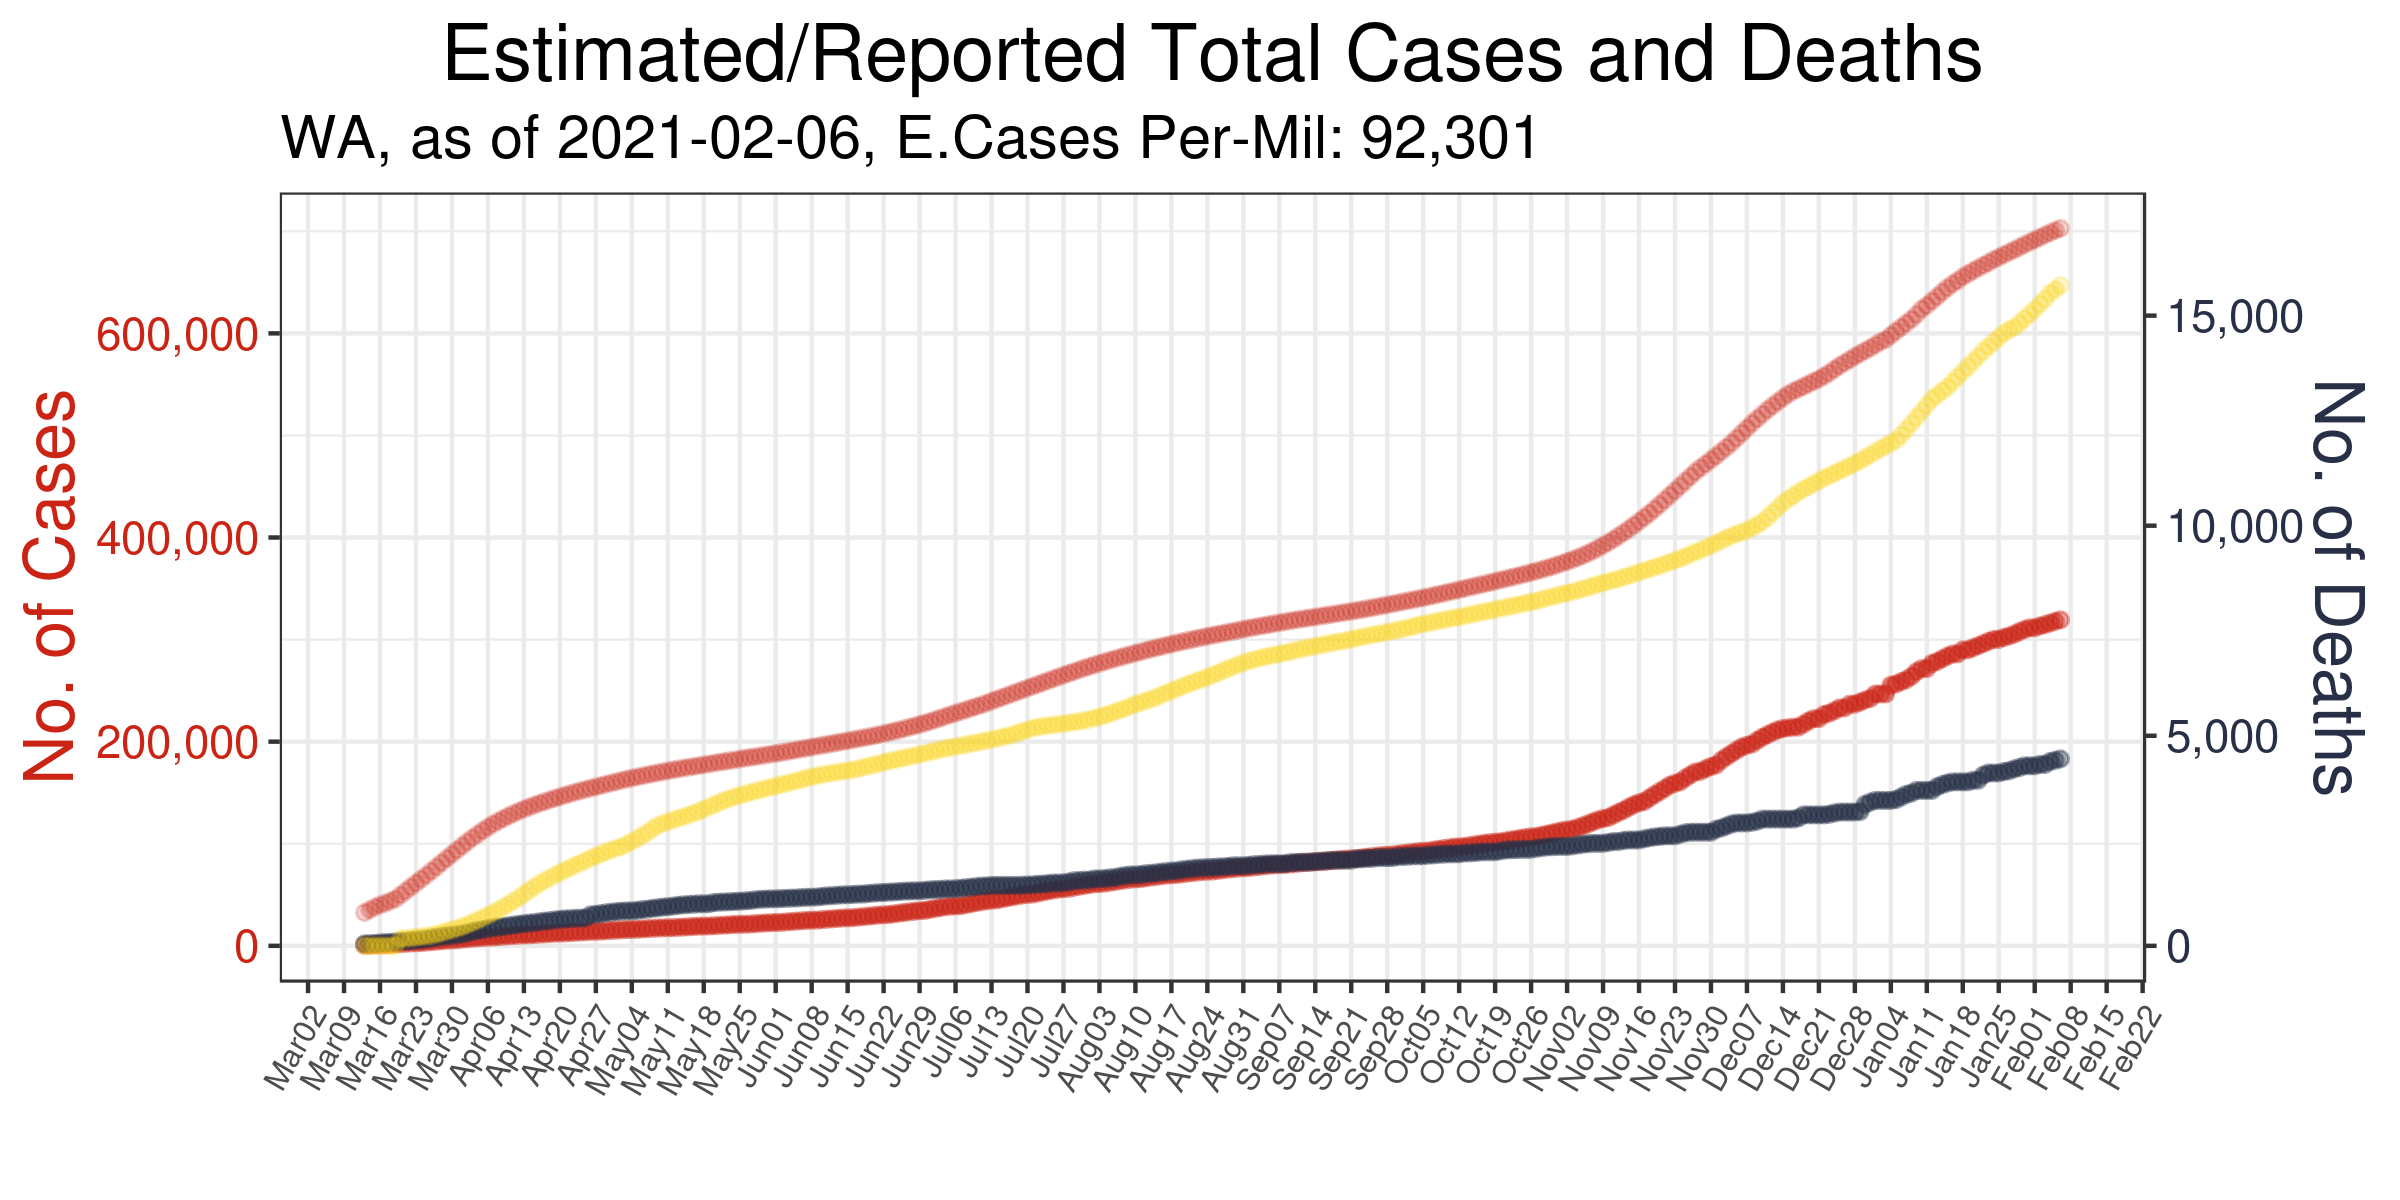 Estimated/Reported Total Cases and Deaths
WA, as of 2021-02-06, E.Cases Per-Mil: 92,301
No. of Cases
600,000
400,000
200,000
0
15,000
10,000
5,000
0
No. of Deaths
Mar02
Mar09
Mar16
Mar23
Mar30
Apr06
Apr13
Apr20
Apr27
May04
May11
May18
May25
Jun01
Jun08
Jun15
Jun22
Jun29
Jul06
Jul13
Jul20
Jul27
Aug03
Aug10
Aug17
Aug24
Aug31
Sep07
Sep14
Sep21
Sep28
Oct05
Oct12
Oct19
Oct26
Nov02
Nov09
Nov16
Nov23
Nov30
Dec07
Dec14
Dec21
Dec28
Jan04
Jan11
Jan18
Jan25
Feb01
Feb08
Feb15
Feb22